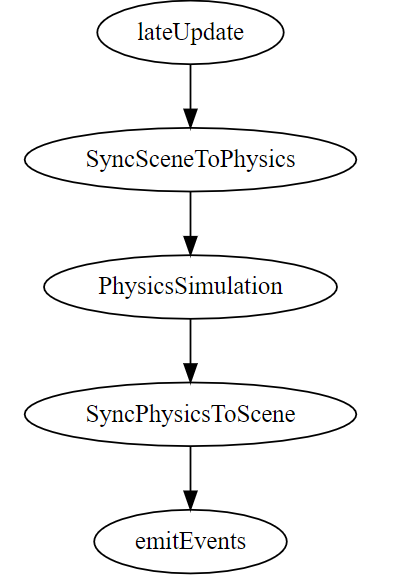 lateUpdate
SyncSceneToPhysics
PhysicsSimulation
SyncPhysicsToScene
emitEvents